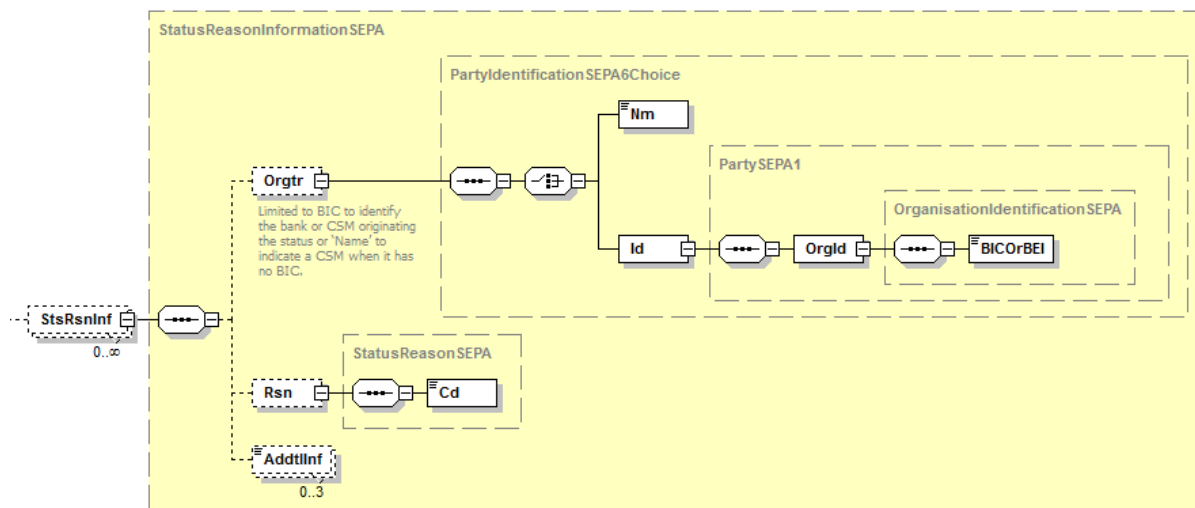 StatusReasonInformationSEPA
PartyIdentificationSEPA6Choice
Nm
PartySEPA1
Orgtr
OrganisationIdentificationSEPA
Limited to BIC to identify
the bank or CSM originating
the status or ‘Name’ to
indicate a CSM when it has
no BIC.
Id
OrgId
BICOrBEI
StsRsnInf
0..∞
StatusReasonSEPA
Rsn
Cd
AddtlInf
0..3